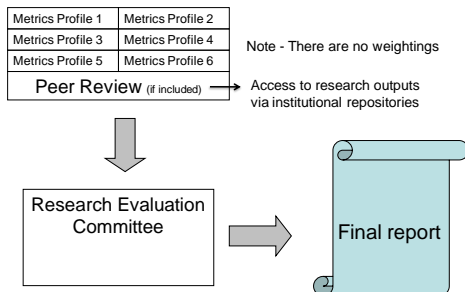 Metrics Profile 1 Metrics Profile 2
Metrics Profile 3 Metrics Profile 4
Metrics Profile 5 Metrics Profile 6
Peer Review (if included)
Note - There are no weightings
Access to research outputs
via institutional repositories
Research Evaluation
Committee
Final report